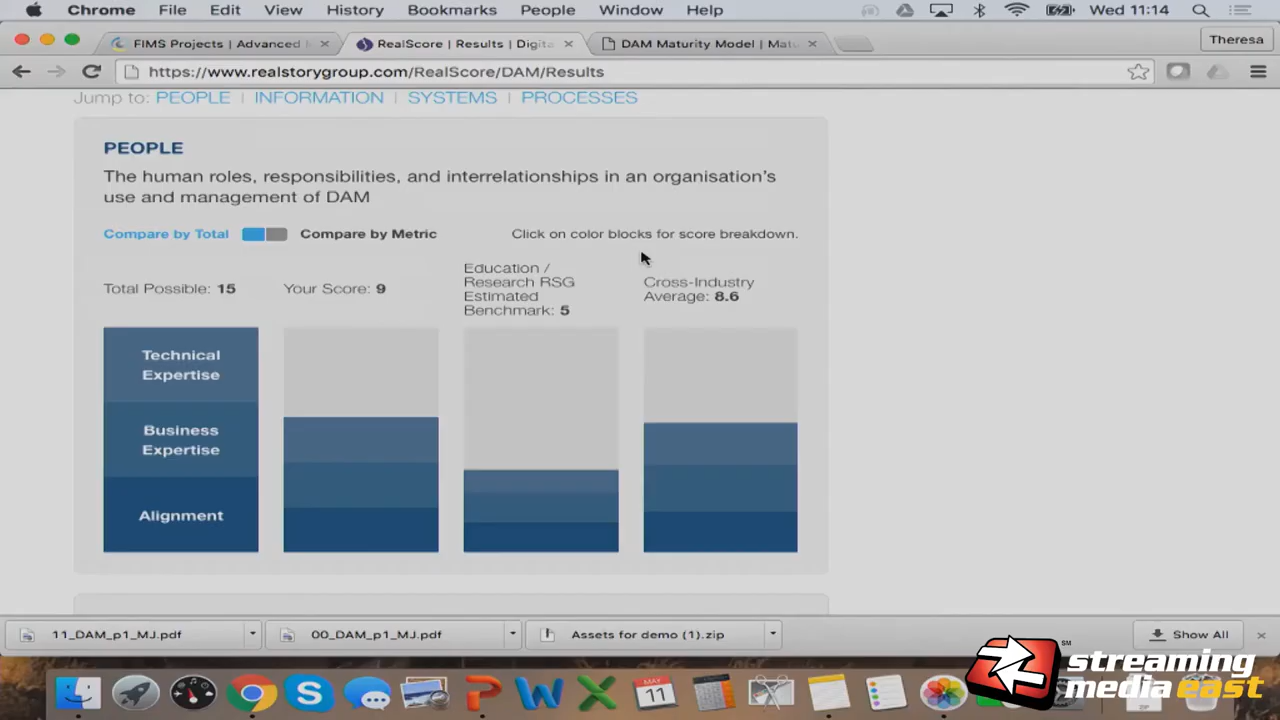 Chrome File Edit View History Bookmarks People Window Help Wed 11:14
FIMS Projects | Advanced
RealScore | Results | Digita
DAM Maturity Model | Matu
Theresa
https://www.realstorygroup.com/RealScore/DAM/Results
Jump to: PEOPLE | INFORMATION | SYSTEMS | PROCESSES
PEOPLE
The human roles, responsibilities, and interrelationships in an organisation's
use and management of DAM
Compare by Total Compare by Metric Click on color blocks for score breakdown.
Total Possible: 15
Your Score: 9
Education /
Research RSG
Estimated
Benchmark: 5
Cross-Industry
Average: 8.6
Technical
Expertise
Business
Expertise
Alignment
11_DAM_p1_MJ.pdf
00_DAM_p1_MJ.pdf
Assets for demo (1).zip
Show All
MAY
11
streaming
media east
SM